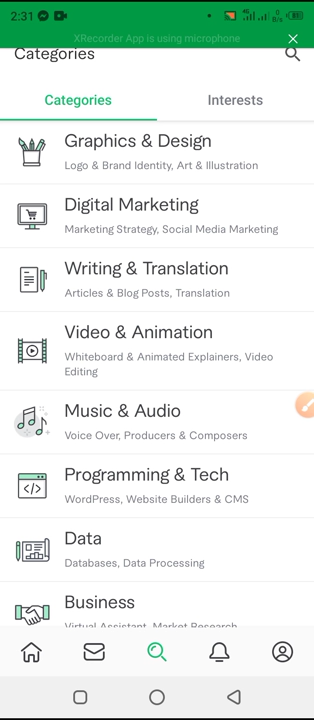 2:31
XRecorder App is using microphone
Categories
Categories
Interests
Graphics & Design
Logo & Brand Identity, Art & Illustration
Digital Marketing
Marketing Strategy, Social Media Marketing
Writing & Translation
Articles & Blog Posts, Translation
Video & Animation
Whiteboard & Animated Explainers, Video
Editing
Music & Audio
Voice Over, Producers & Composers
Programming & Tech
WordPress, Website Builders & CMS
Data
Databases, Data Processing
Business
Virtual Assistant, Market Research